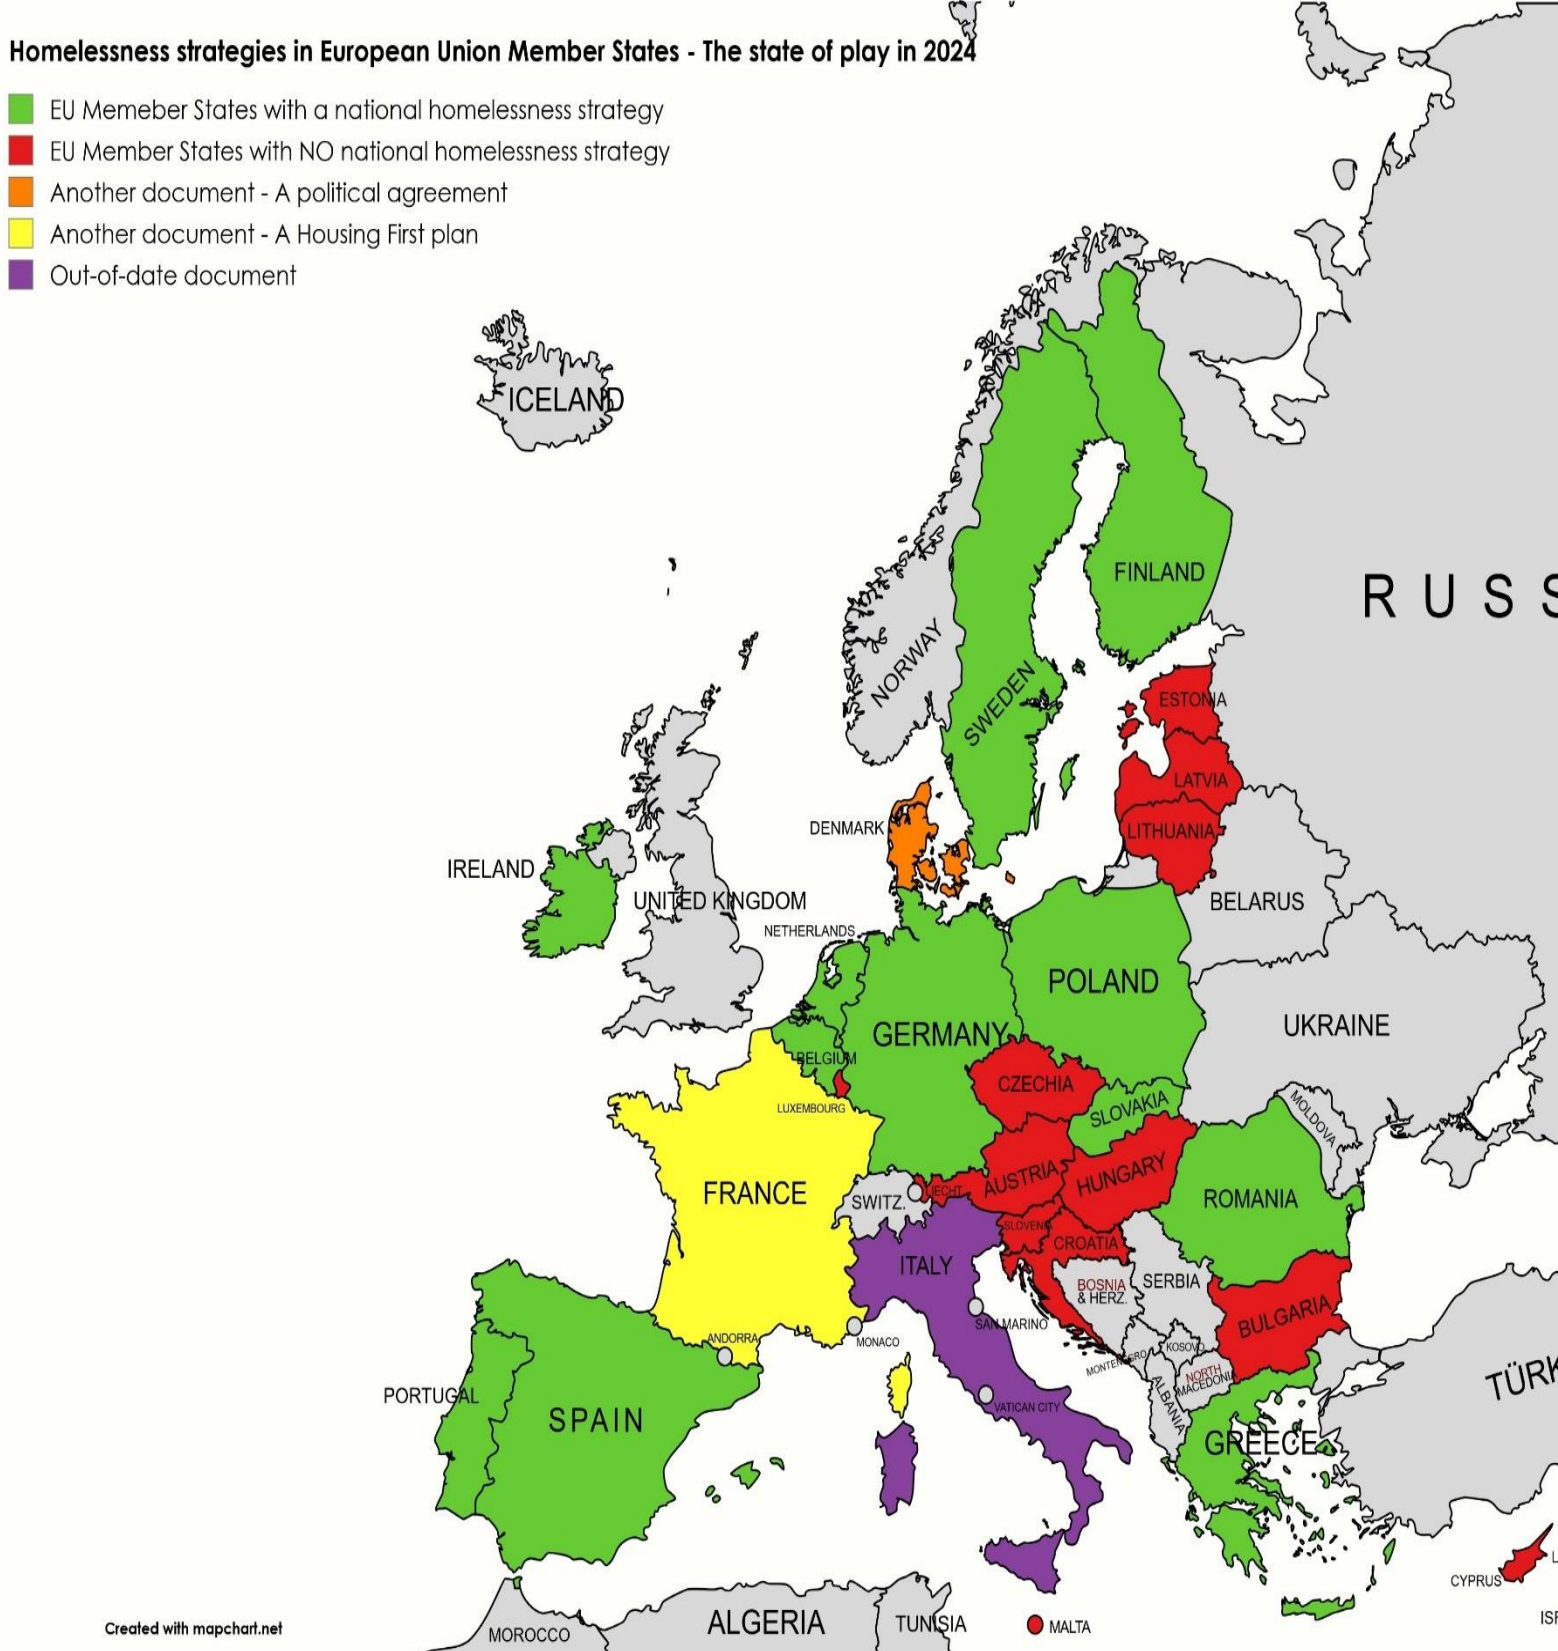 Homelessness strategies in European Union Member States - The state of play in 2024
EU Memeber States with a national homelessness strategy
EU Member States with NO national homelessness strategy
Another document - A political agreement
Another document - A Housing First plan
Out-of-date document
ICELAND
FINLAND
RUSS
NORWAY
SWEDEN
ESTONIA
LATVIA
DENMARK
LITHUANIA
IRELAND
UNITED KINGDOM
BELARUS
NETHERLANDS
POLAND
GERMANY
UKRAINE
BELGIUM
CZECHIA
LUXEMBOURG
SLOVAKIA
MOLDOVA
FRANCE
AUSTRIA
HUNGARY
LIECHT.
SWITZ.
ROMANIA
SLOVENIA
CROATIA
ITALY
BOSNIA
& HERZ.
SERBIA
SAN MARINO
BULGARIA
ANDORRA
MONACO
KOSOVO
MONTENEGRO
NORTH
MACEDONIA
ALBANIA
TÜRK
PORTUGAL
SPAIN
VATICAN CITY
GREECE
CYPRUS
L
ISR
Created with mapchart.net
MOROCCO
ALGERIA
TUNISIA
MALTA